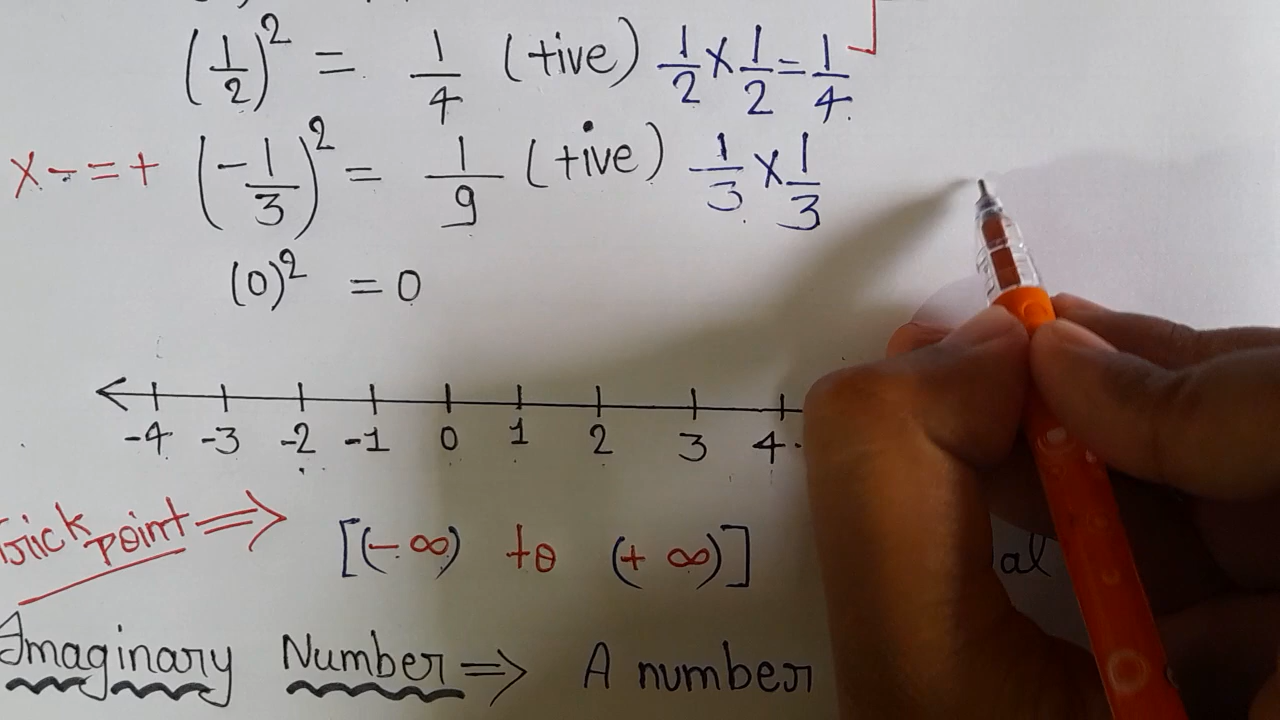 (1/2)² = 1/4 (+ive) 1/2 × 1/2 = 1/4
× - = + (-1/3)² = 1/9 (+ive) -1/3 × 1/3
(0)² = 0
-4 -3 -2 -1 0 1 2 3 4
Trick point ⇒ [(- ∞) to (+ ∞)] al
Imaginary Number ⇒ A number